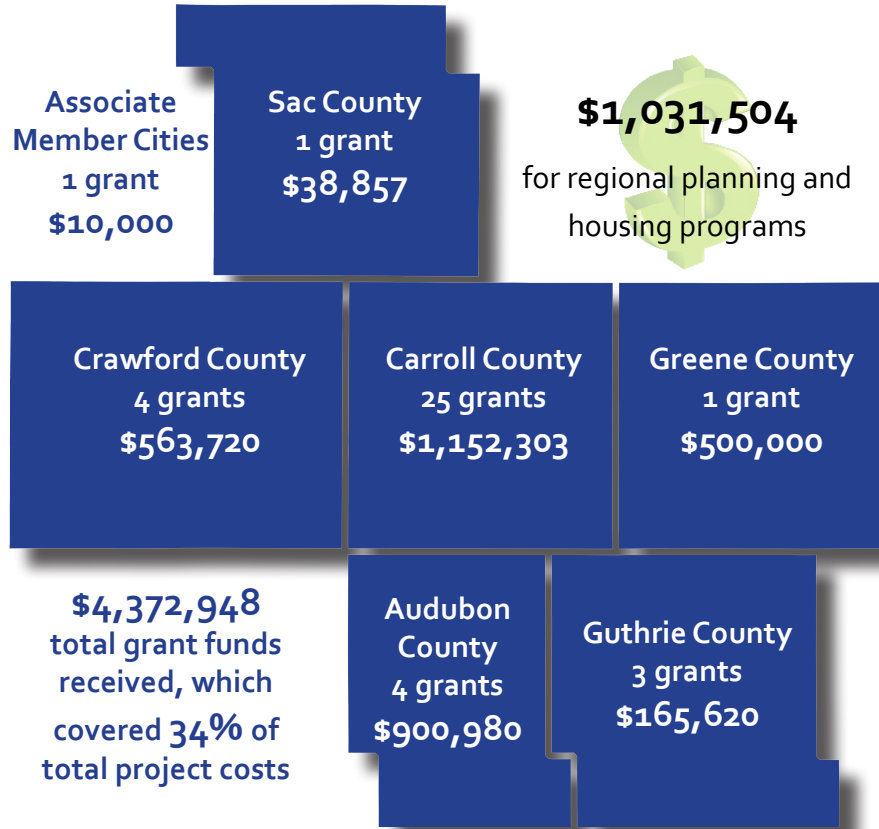 Associate
Member Cities
1 grant
$10,000
Sac County
1 grant
$38,857
$1,031,504
for regional planning and
housing programs
Crawford County
4 grants
$563,720
Carroll County
25 grants
$1,152,303
Greene County
1 grant
$500,000
$4,372,948
total grant funds
received, which
covered 34% of
total project costs
Audubon
County
4 grants
$900,980
Guthrie County
3 grants
$165,620